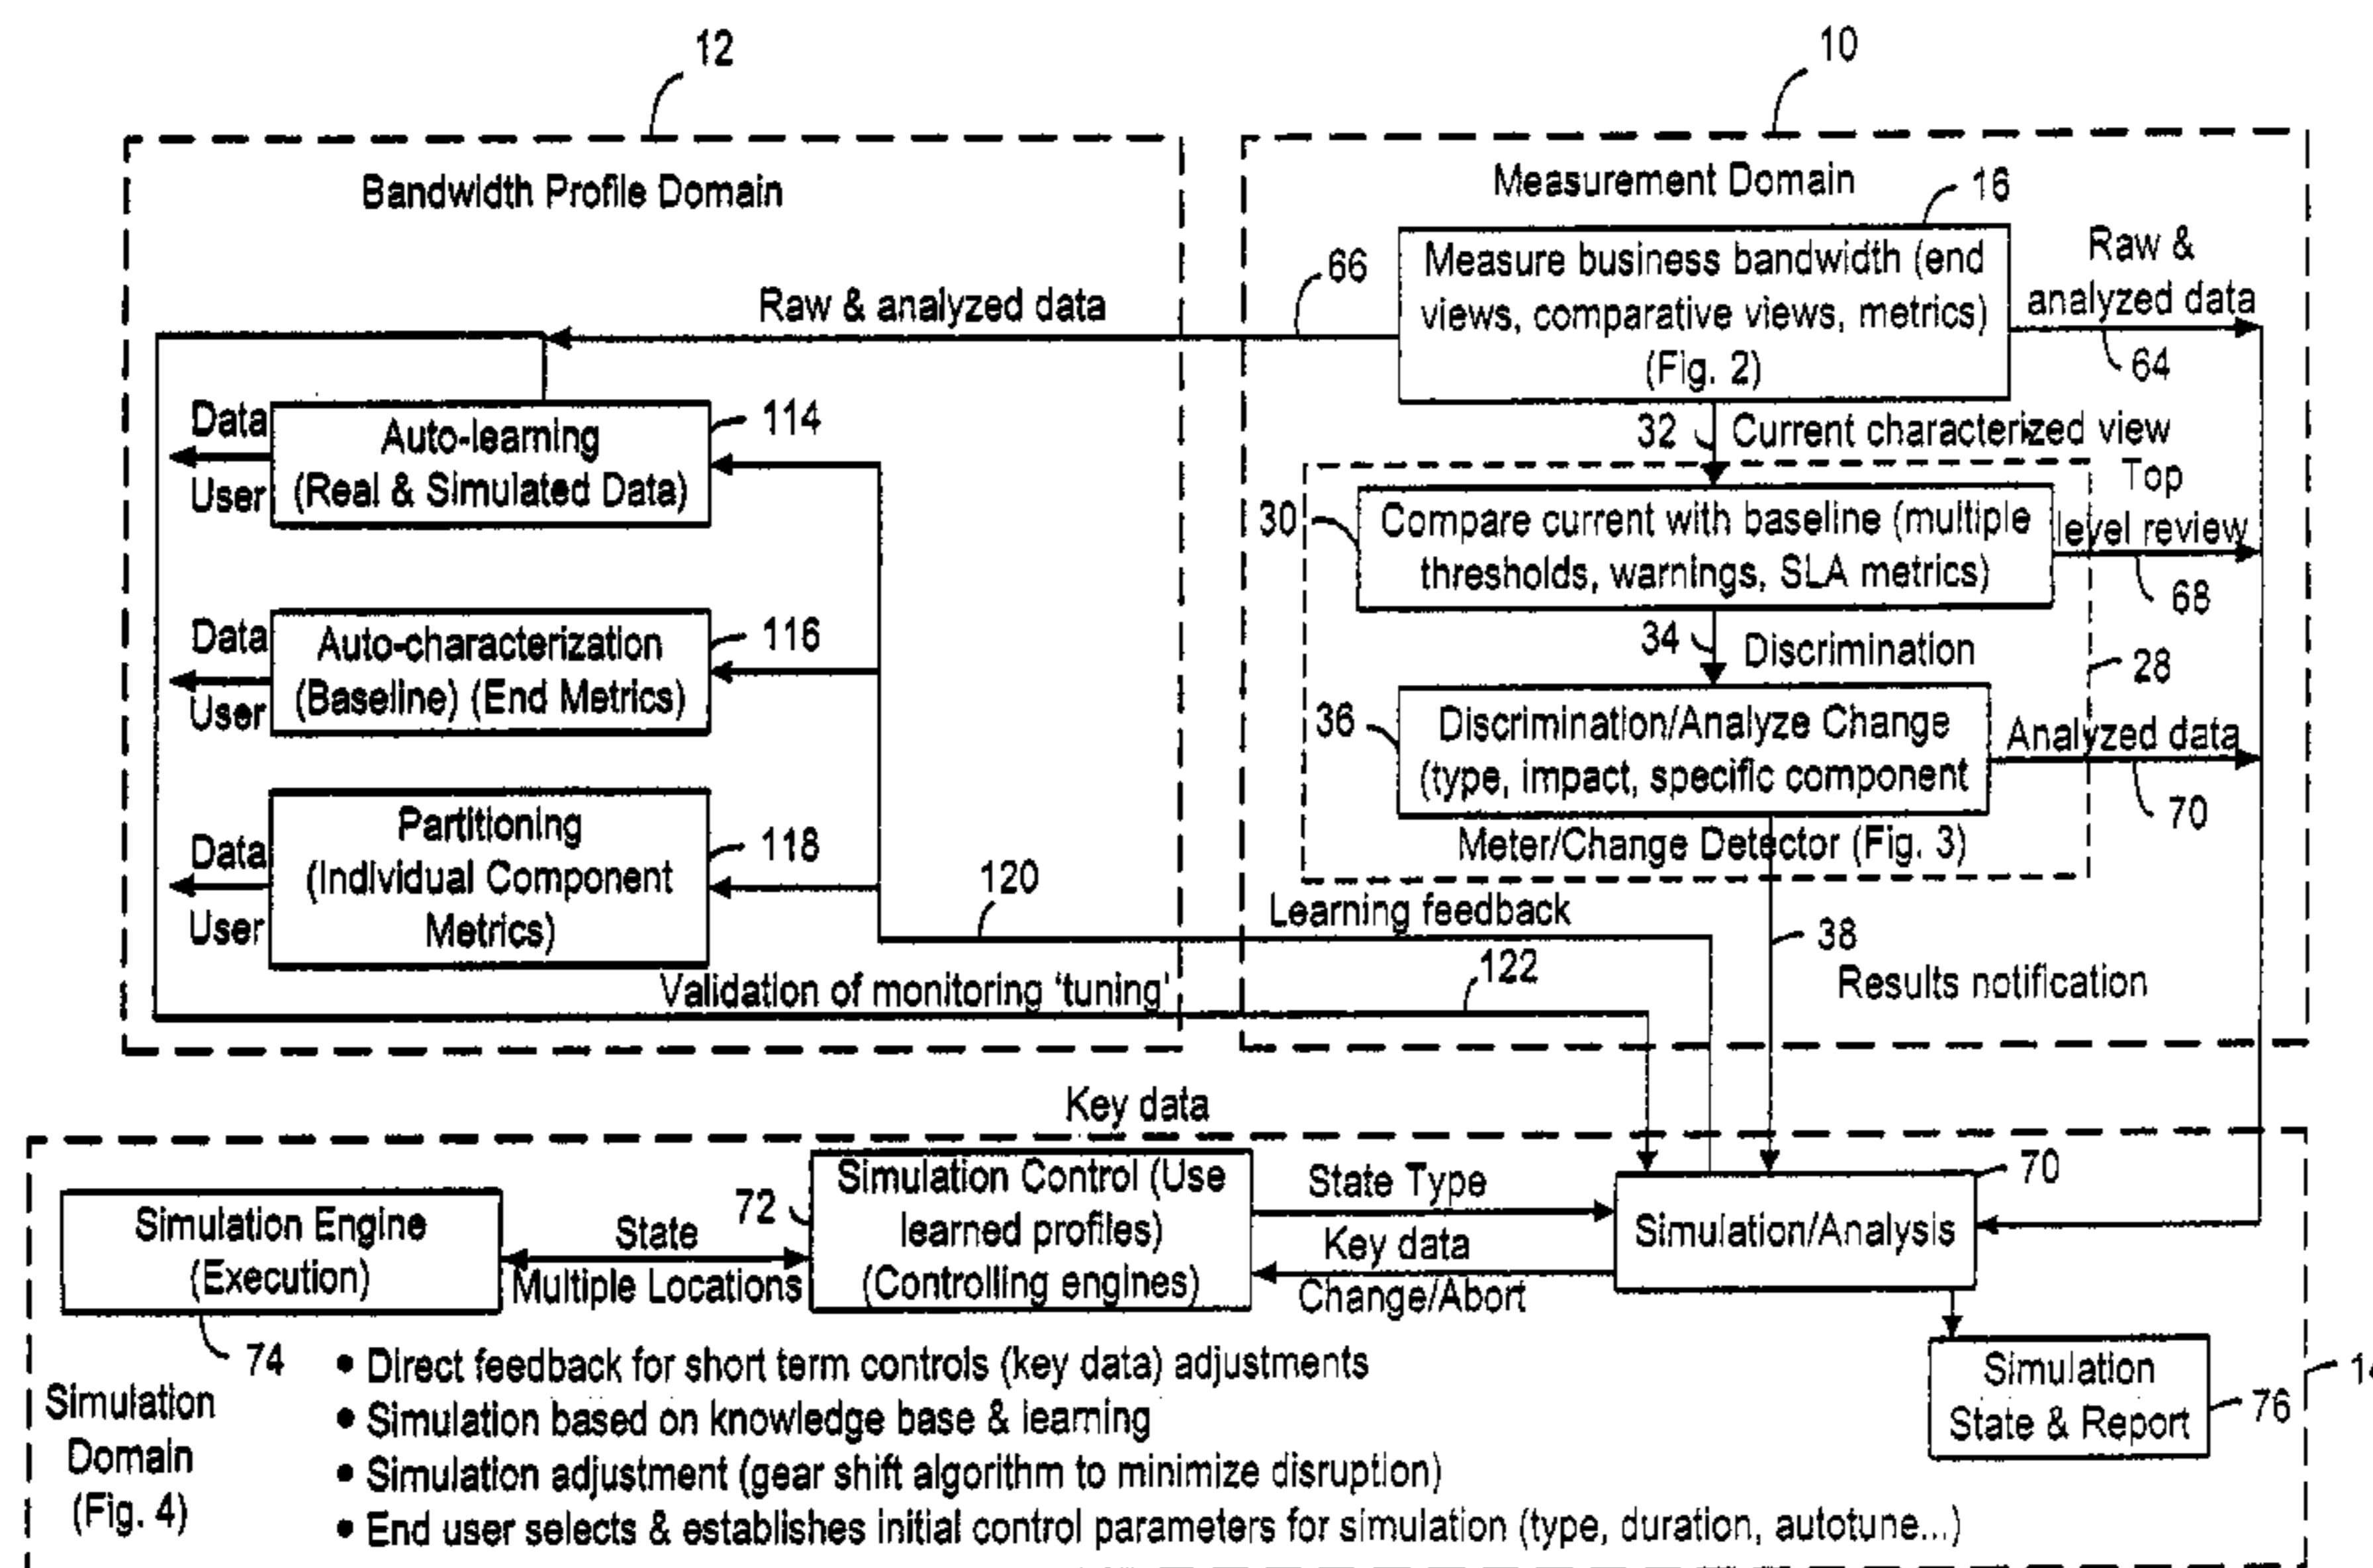 12
10
Bandwidth Profile Domain
Measurement Domain
16
Measure business bandwidth (end
views, comparative views, metrics)
(Fig. 2)
Raw &
analyzed data
64
66
Raw & analyzed data
32
Current characterized view
Data
User
Auto-learning
(Real & Simulated Data)
114
30
Compare current with baseline (multiple
thresholds, warnings, SLA metrics)
Top
level review
68
Data
User
Auto-characterization
(Baseline) (End Metrics)
116
34
Discrimination
28
36
Discrimination/Analyze Change
(type, impact, specific component
Analyzed data
70
Meter/Change Detector (Fig. 3)
Data
User
Partitioning
(Individual Component
Metrics)
118
120
Learning feedback
38
Results notification
Validation of monitoring 'tuning'
122
Key data
Simulation Engine
(Execution)
74
State
Multiple Locations
72
Simulation Control (Use
learned profiles)
(Controlling engines)
State Type
Key data
Change/Abort
Simulation/Analysis
70
Simulation
State & Report
76
Simulation
Domain
(Fig. 4)
• Direct feedback for short term controls (key data) adjustments
• Simulation based on knowledge base & learning
• Simulation adjustment (gear shift algorithm to minimize disruption)
• End user selects & establishes initial control parameters for simulation (type, duration, autotune...)